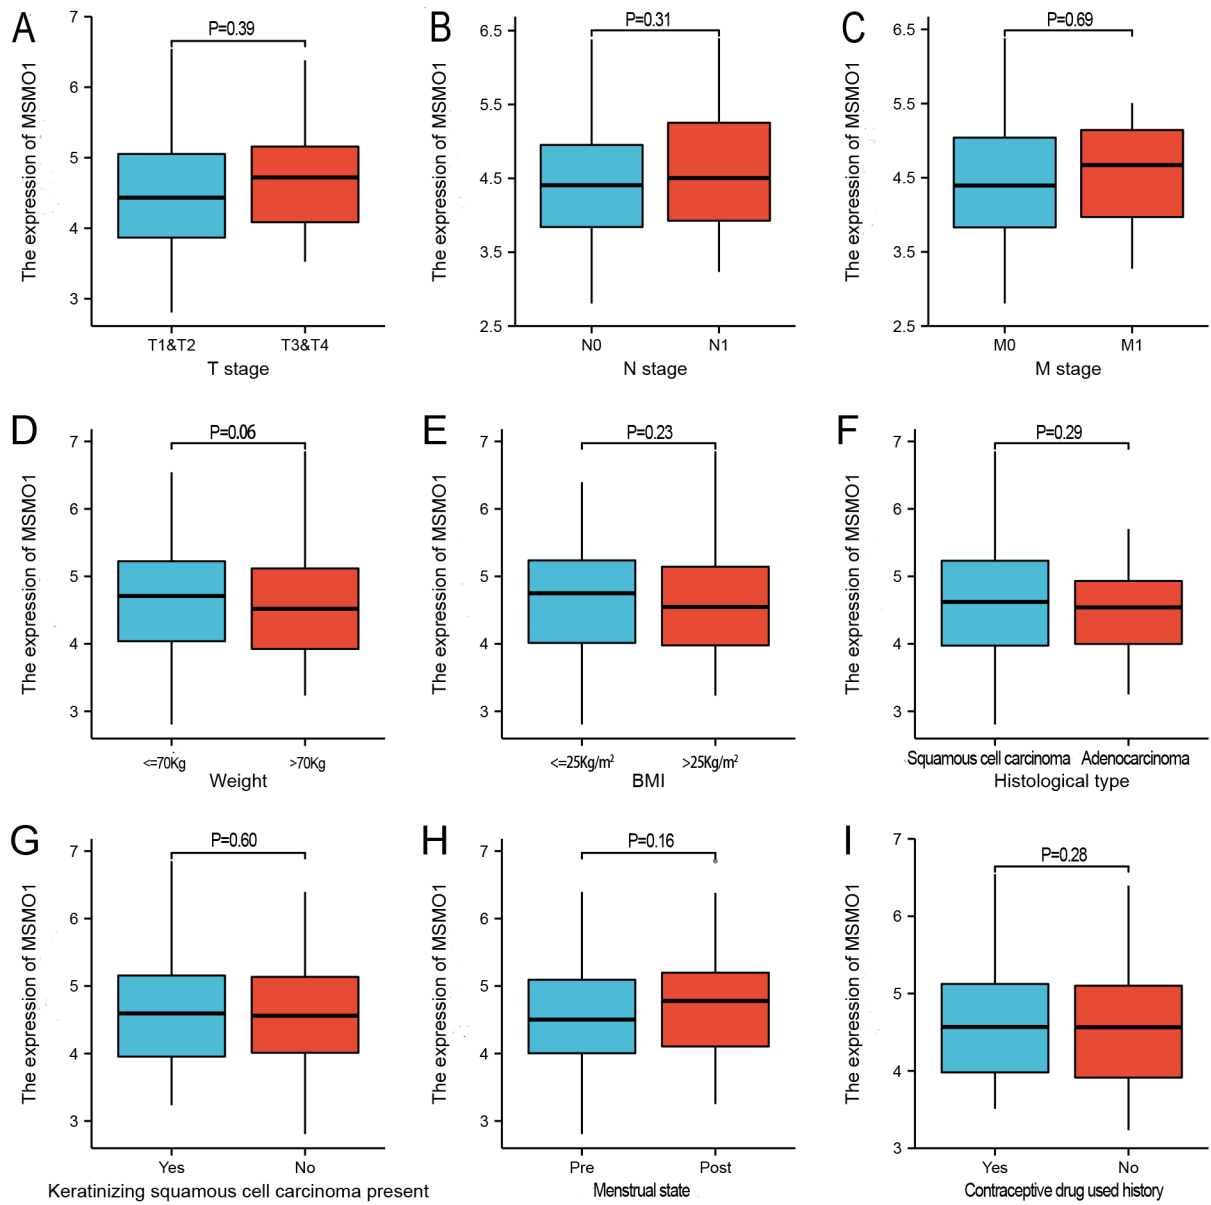 A
The expression of MSMO1
7
6
5
4
3
P=0.39
T1&T2
T3&T4
T stage
B
The expression of MSMO1
6.5
5.5
4.5
3.5
2.5
P=0.31
N0
N1
N stage
C
The expression of MSMO1
6.5
5.5
4.5
3.5
2.5
P=0.69
M0
M1
M stage
D
The expression of MSMO1
7
6
5
4
3
P=0.06
<=70Kg
>70Kg
Weight
E
The expression of MSMO1
7
6
5
4
3
P=0.23
<=25Kg/m²
>25Kg/m²
BMI
F
The expression of MSMO1
7
6
5
4
3
P=0.29
Squamous cell carcinoma
Adenocarcinoma
Histological type
G
The expression of MSMO1
7
6
5
4
3
P=0.60
Yes
No
Keratinizing squamous cell carcinoma present
H
The expression of MSMO1
7
6
5
4
3
P=0.16
Pre
Post
Menstrual state
I
The expression of MSMO1
7
6
5
4
3
P=0.28
Yes
No
Contraceptive drug used history